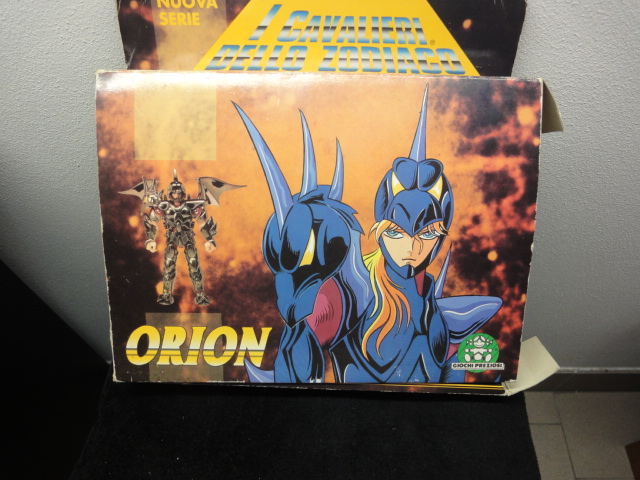 NUOVA
SERIE
I CAVALIERI
DELLO ZODIACO
ORION
GIOCHI PREZIOSI